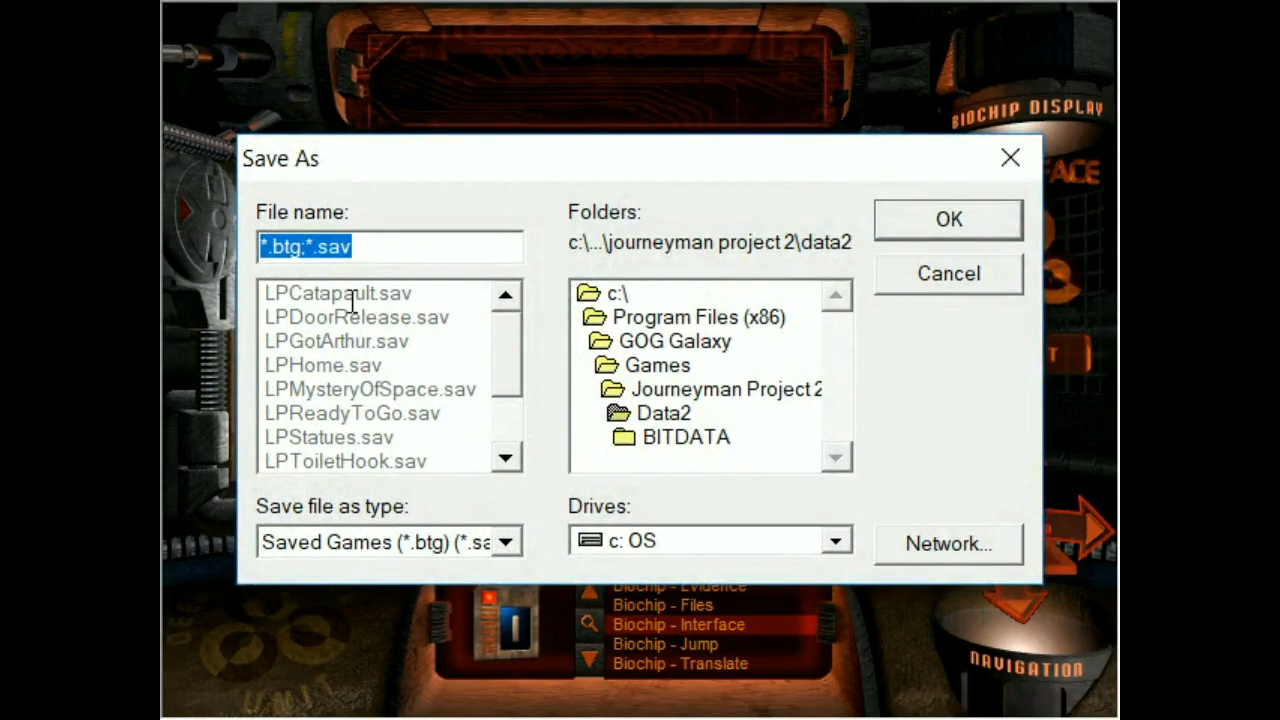 BIOCHIP DISPLAY
Save As
File name:
*.btg;*.sav
LPCatapault.sav
LPDoorRelease.sav
LPGotArthur.sav
LPHome.sav
LPMysteryOfSpace.sav
LPReadyToGo.sav
LPStatues.sav
LPToiletHook.sav
Save file as type:
Saved Games (*.btg) (*.sa
Folders:
c:\...\journeyman project 2\data2
c:\
Program Files (x86)
GOG Galaxy
Games
Journeyman Project 2
Data2
BITDATA
Drives:
c: OS
OK
Cancel
Network...
FACE
T
Biochip - Evidence
Biochip - Files
Biochip - Interface
Biochip - Jump
Biochip - Translate
NAVIGATION